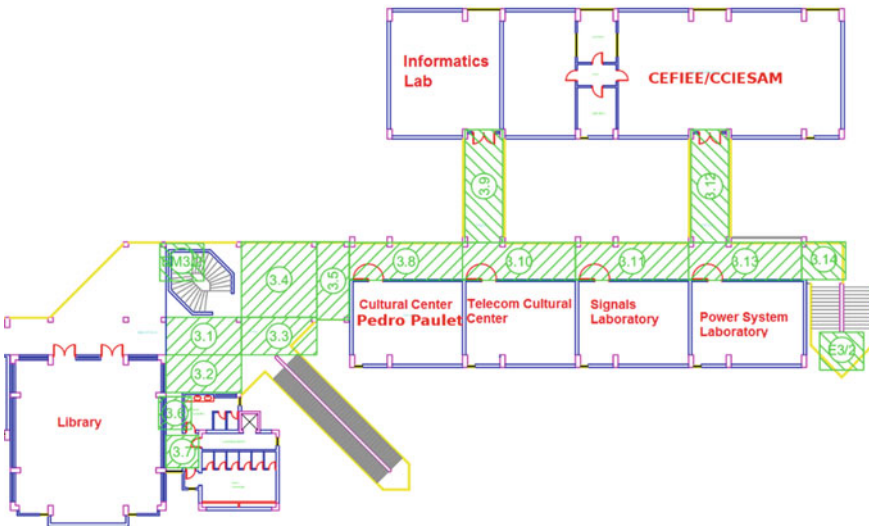 Informatics
Lab
CEFIEE/CCIESAM
3.9
3.12
3.4
3.5
3.8
3.10
3.11
3.13
3.14
3.1
3.3
3.2
Cultural Center
Pedro Paulet
Telecom Cultural
Center
Signals
Laboratory
Power System
Laboratory
E3/2
Library
3.6
3.7